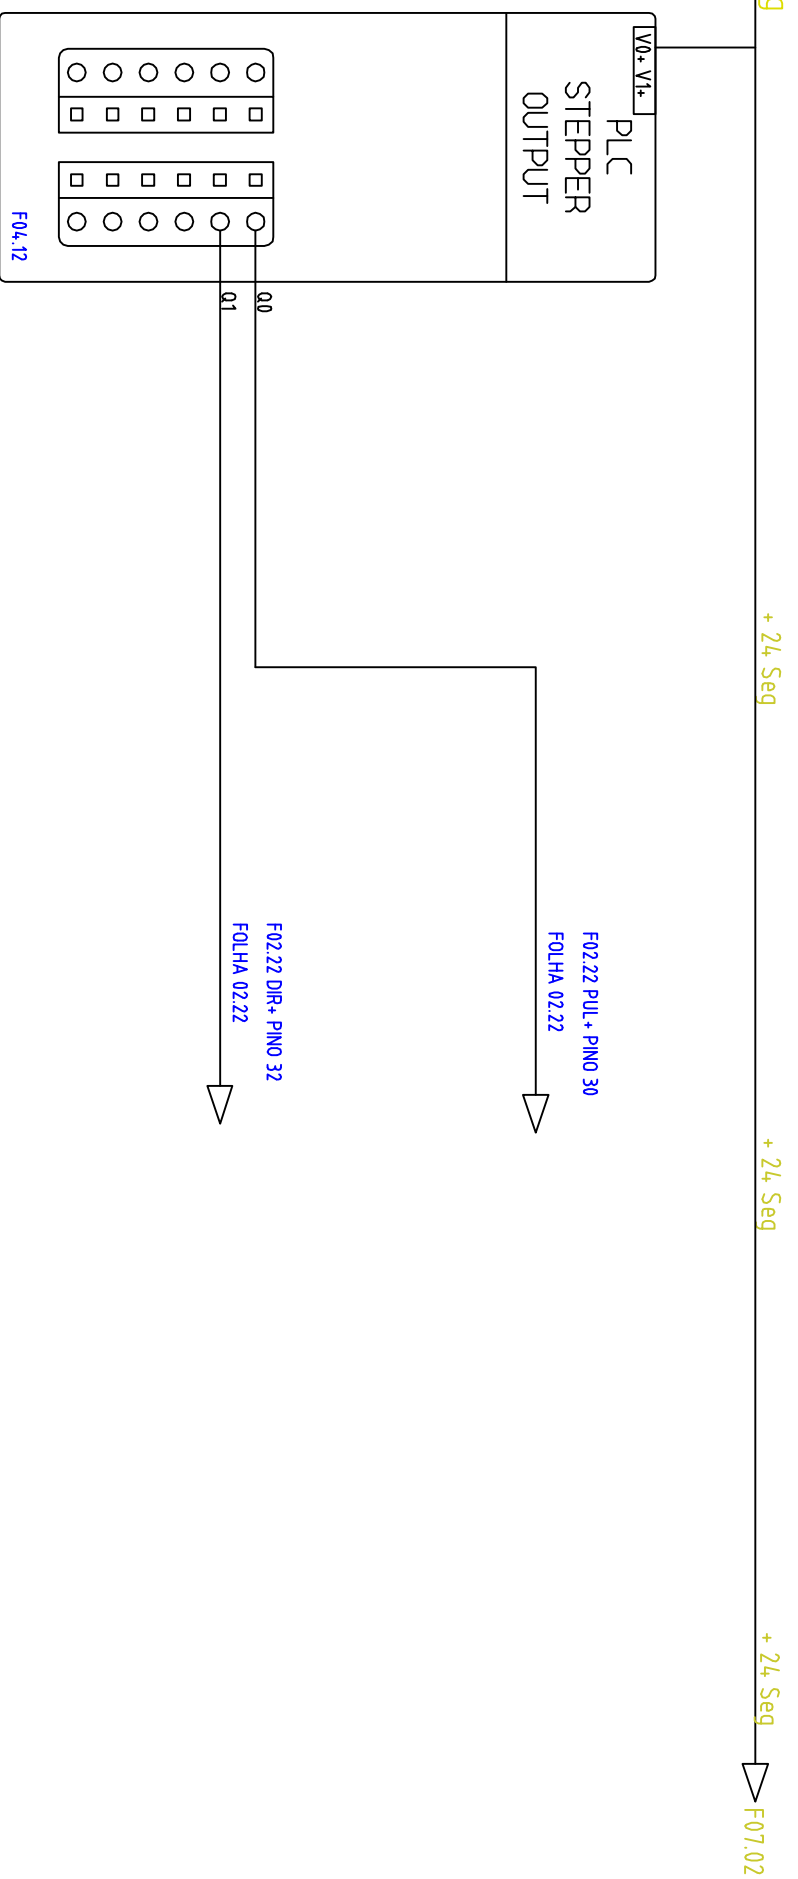 + 24 Seg
+ 24 Seg
+ 24 Seg
F07.02
V0+ V1+
PLC
STEPPER
OUTPUT
F02.22 PUL+ PINO 30
FOLHA 02.22
Q0
Q1
F02.22 DIR+ PINO 32
FOLHA 02.22
F04.12